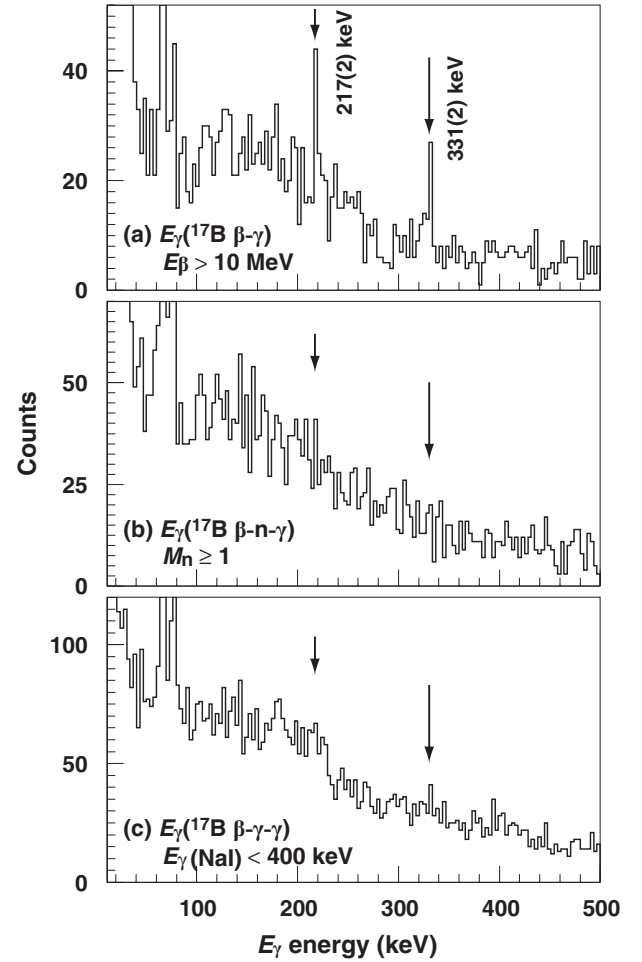 217(2) keV
331(2) keV
40
20
0
(a) Eγ(¹⁷B β-γ)
Eβ > 10 MeV
50
25
0
(b) Eγ(¹⁷B β-n-γ)
Mn ≥ 1
Counts
100
50
0
(c) Eγ(¹⁷B β-γ-γ)
Eγ(NaI) < 400 keV
100 200 300 400 500
Eγ energy (keV)